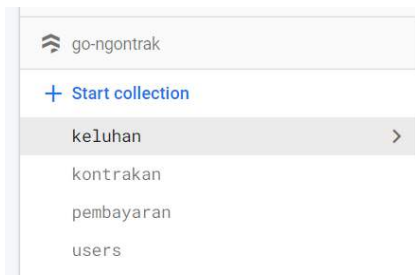 go-ngontrak
+ Start collection
keluhan
kontrakan
pembayaran
users